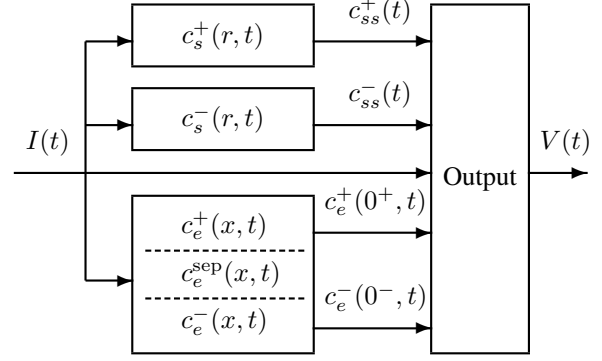 c_{ss}^{+}(t)
c_s^{+}(r, t)
c_{ss}^{-}(t)
c_s^{-}(r, t)
I(t)
V(t)
Output
c_e^{+}(0^{+}, t)
c_e^{+}(x, t)
c_e^{sep}(x, t)
c_e^{-}(0^{-}, t)
c_e^{-}(x, t)